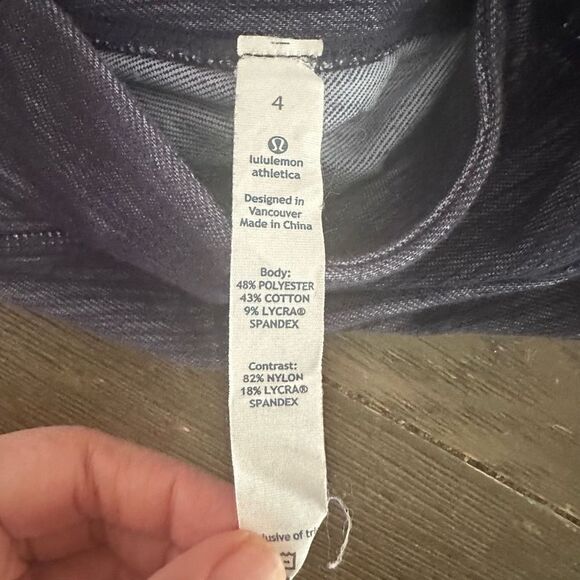 4
lululemon
athletica
Designed in
Vancouver
Made in China
Body:
48% POLYESTER
43% COTTON
9% LYCRA®
SPANDEX
Contrast:
82% NYLON
18% LYCRA®
SPANDEX
of